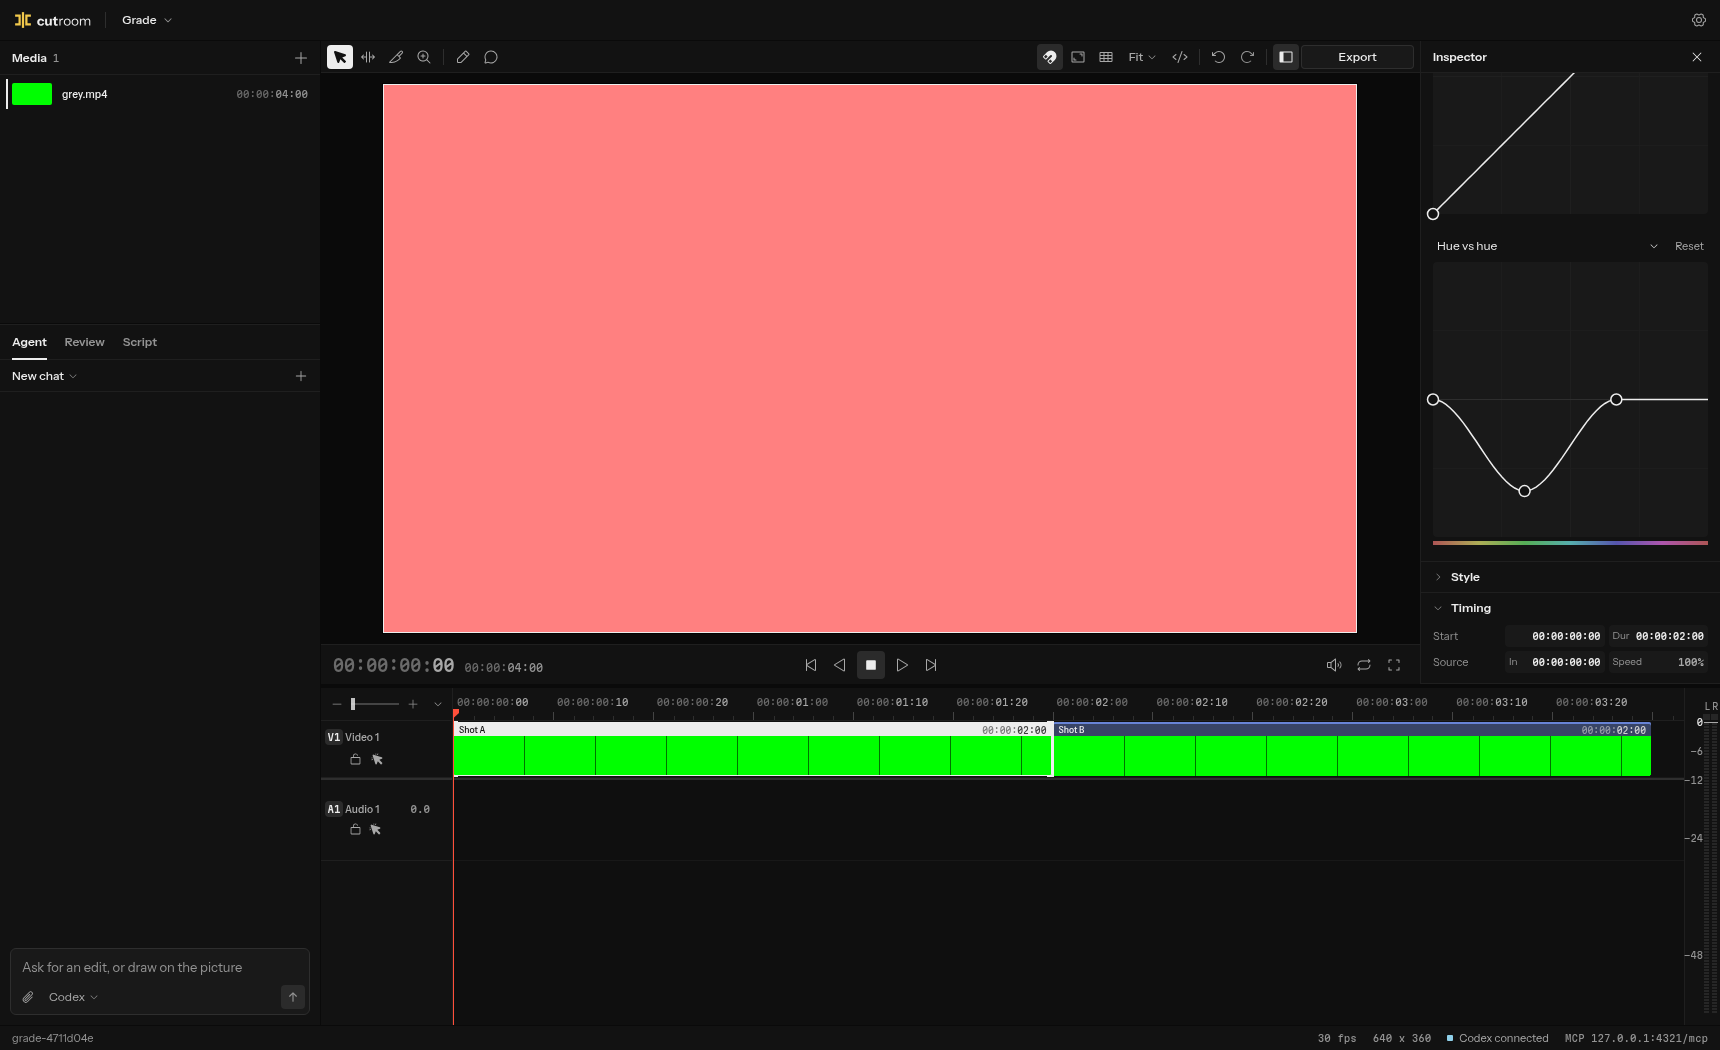 cutroom
Grade
Media 1
grey.mp4 00:00:04:00
Agent Review Script
New chat
Ask for an edit, or draw on the picture
Codex
grade-4711d04e
Fit
Export
00:00:00:00 00:00:04:00
00:00:00:00 00:00:00:10 00:00:00:20 00:00:01:00 00:00:01:10 00:00:01:20 00:00:02:00 00:00:02:10 00:00:02:20 00:00:03:00 00:00:03:10 00:00:03:20
V1 Video 1
Shot A 00:00:02:00
Shot B 00:00:02:00
A1 Audio 1 0.0
L R
0
-6
-12
-24
-48
Inspector
Hue vs hue Reset
Style
Timing
Start 00:00:00:00 Dur 00:00:02:00
Source In 00:00:00:00 Speed 100%
30 fps 640 x 360 Codex connected MCP 127.0.0.1:4321/mcp